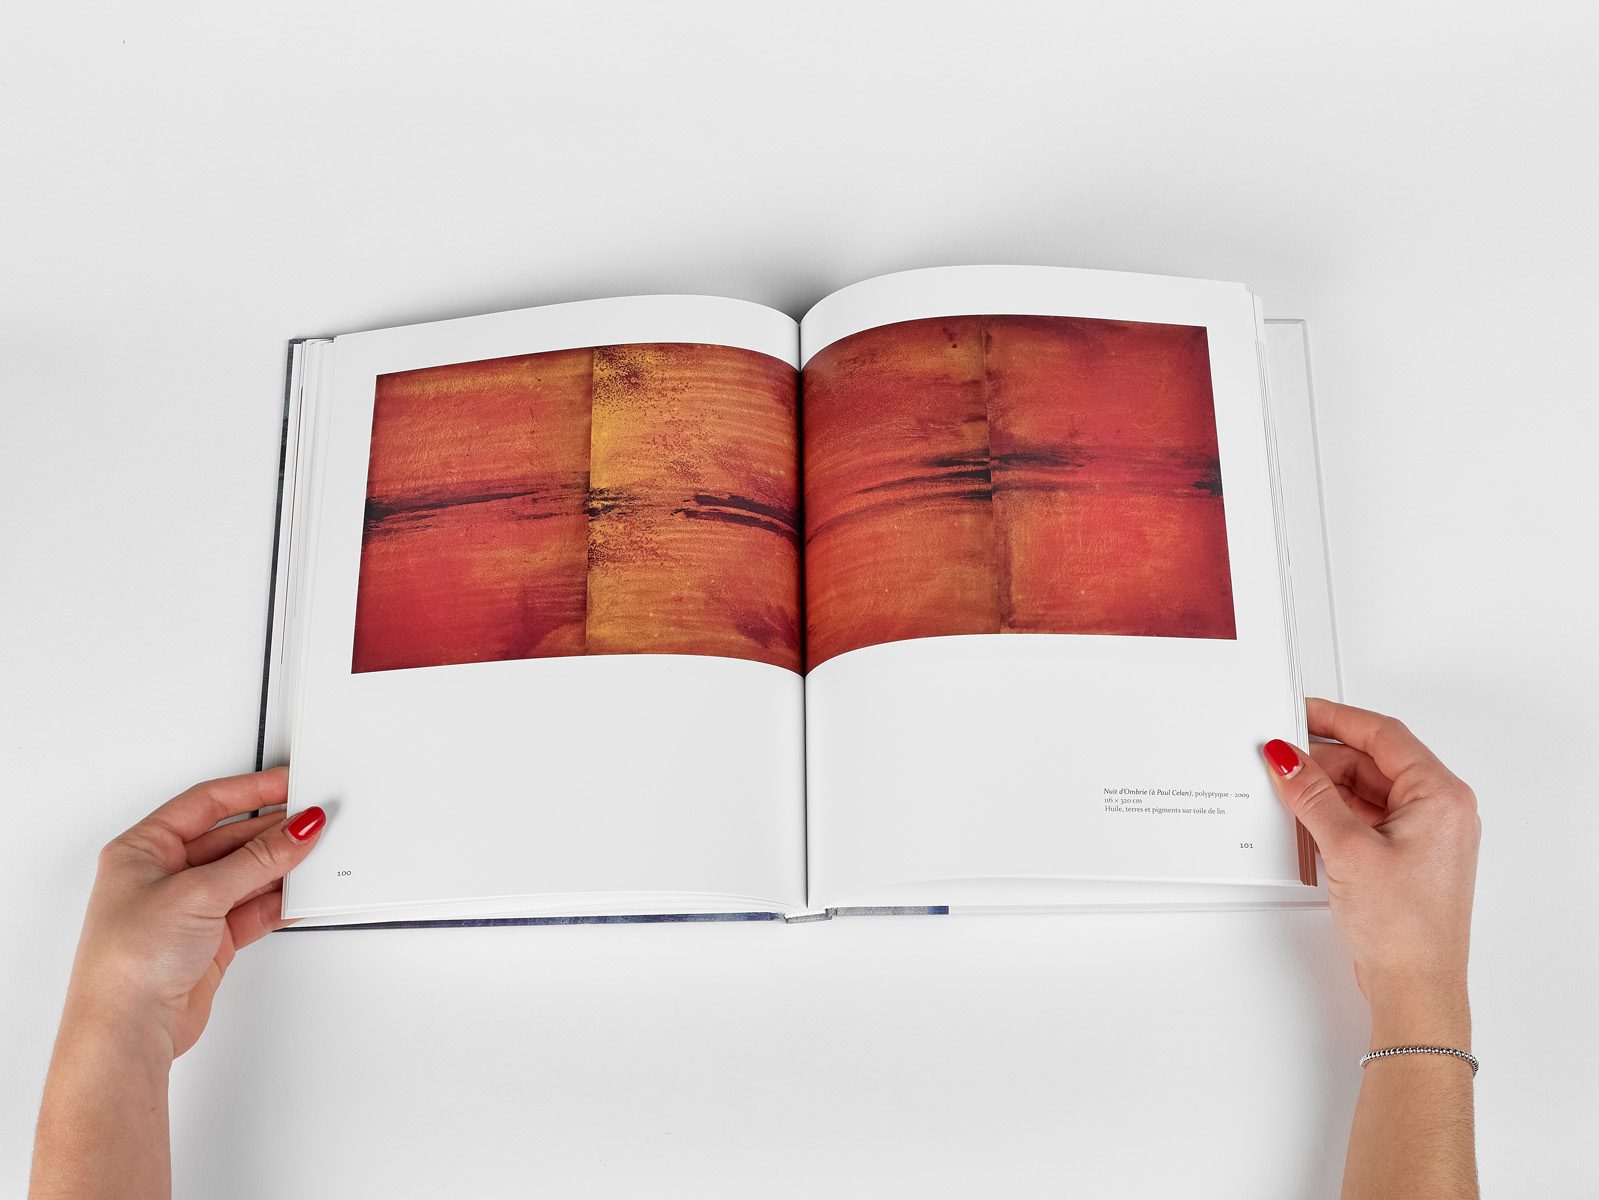 Nuit d'Ombrie (à Paul Celan), polyptyque - 2009
116 × 320 cm
Huile, terres et pigments sur toile de lin
100
101